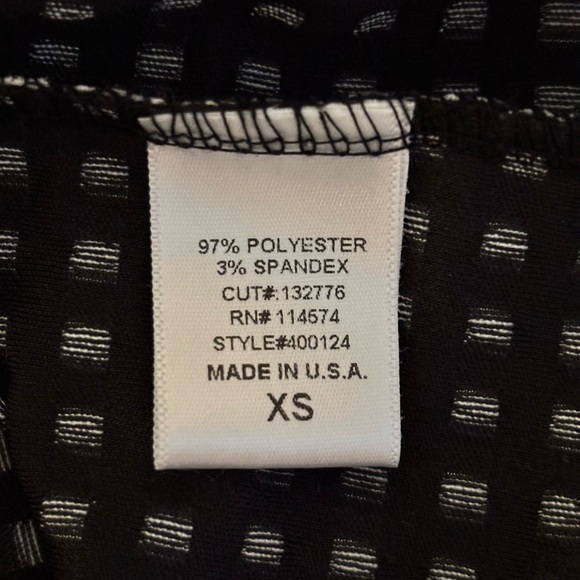 97% POLYESTER
3% SPANDEX
CUT#:132776
RN# 114574
STYLE#400124
MADE IN U.S.A.
XS